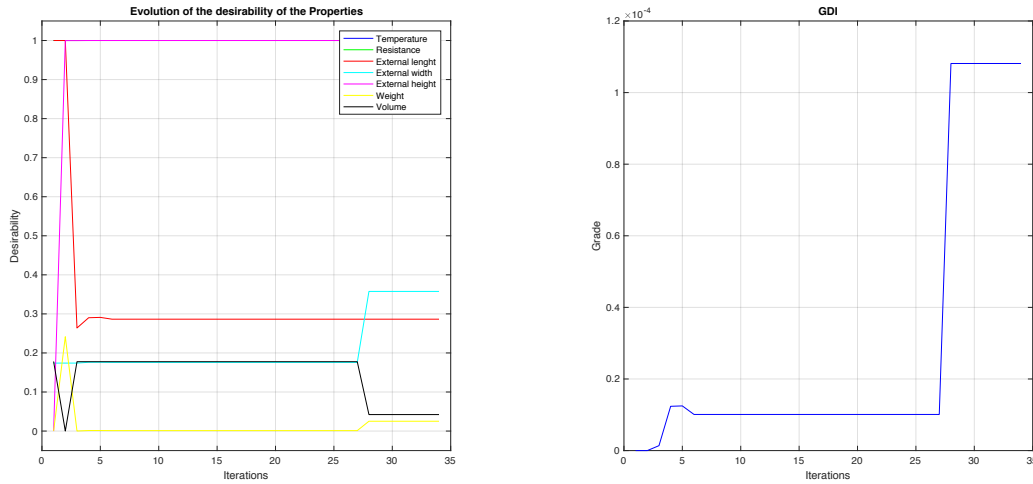 Evolution of the desirability of the Properties
Desirability
1
0.9
0.8
0.7
0.6
0.5
0.4
0.3
0.2
0.1
0
0 5 10 15 20 25 30 35
Iterations
Temperature
Resistance
External lenght
External width
External height
Weight
Volume
GDI
×10⁻⁴
Grade
1.2
1
0.8
0.6
0.4
0.2
0
0 5 10 15 20 25 30 35
Iterations